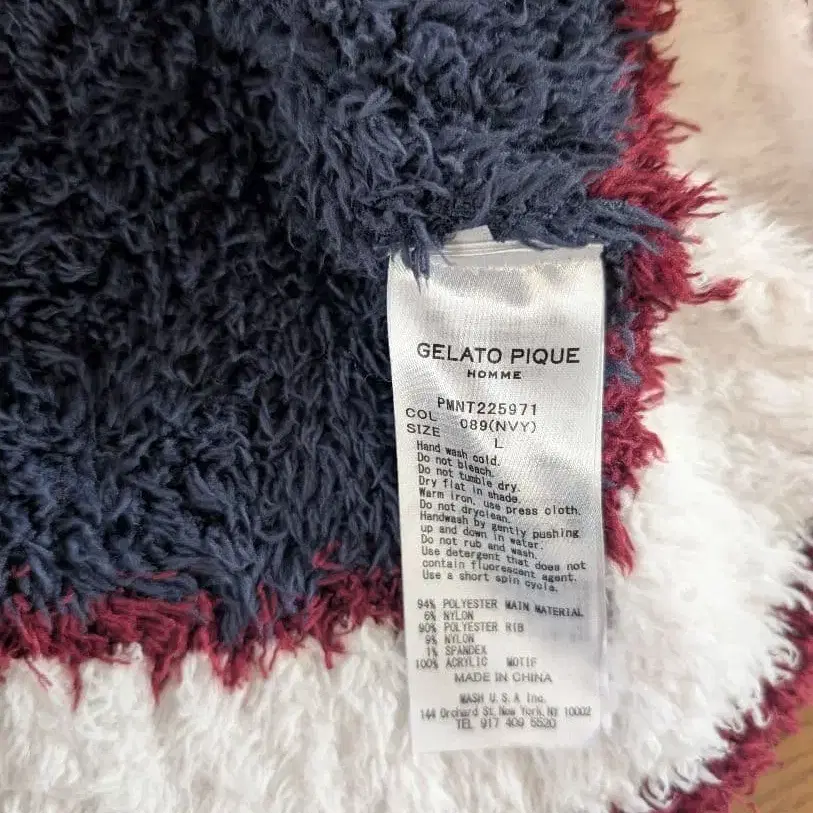 GELATO PIQUE
HOMME
PMNT225971
COL 089(NVY)
SIZE L
Hand wash cold.
Do not bleach.
Do not tumble dry.
Dry flat in shade.
Warm iron, use press cloth.
Do not dryclean.
Handwash by gently pushing
up and down in water.
Do not rub and wash.
Use detergent that does not
contain fluorescent agent.
Use a short spin cycle.
94% POLYESTER MAIN MATERIAL
6% NYLON
90% POLYESTER RIB
9% NYLON
1% SPANDEX
100% ACRYLIC MOTIF
MADE IN CHINA
MASH U.S.A Inc.
144 Orchard St, New York, NY 10002
TEL 917 409 5520